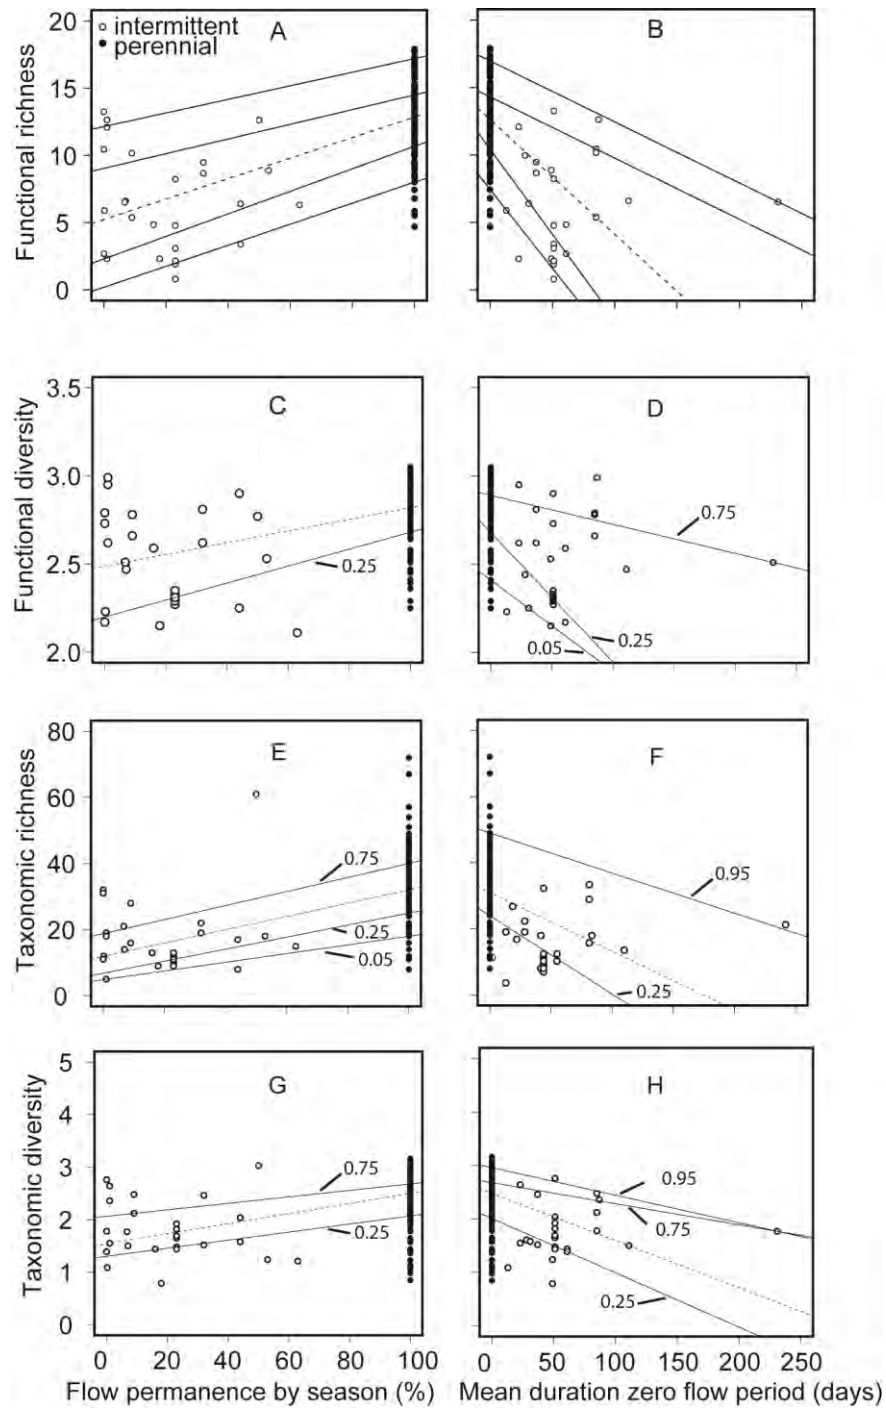 intermittent
perennial
A
B
Functional richness
20
15
10
5
0
C
D
Functional diversity
3.5
3.0
2.5
2.0
0.25
0.75
0.25
0.05
E
F
Taxonomic richness
80
60
40
20
0
0.75
0.25
0.05
0.95
0.25
G
H
Taxonomic diversity
5
4
3
2
1
0
0.75
0.25
0.95
0.75
0.25
0 20 40 60 80 100
0 50 100 150 200 250
Flow permanence by season (%)
Mean duration zero flow period (days)